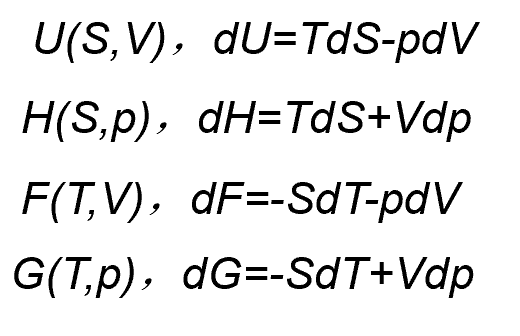 U(S,V)，dU=TdS-pdV
H(S,p)，dH=TdS+Vdp
F(T,V)，dF=-SdT-pdV
G(T,p)，dG=-SdT+Vdp